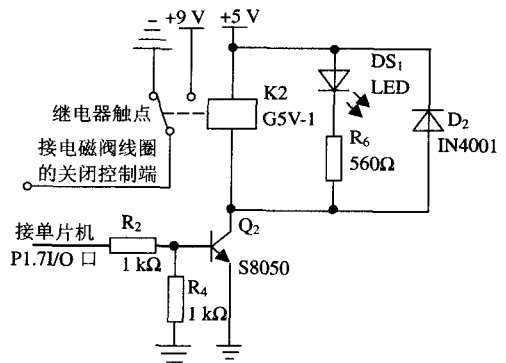 +9 V
+5 V
DS₁
LED
K2
G5V-1
继电器触点
D₂
IN4001
R₆
560Ω
接电磁阀线圈
的关闭控制端
Q₂
接单片机
R₂
P1.7I/O 口
1 kΩ
S8050
R₄
1 kΩ